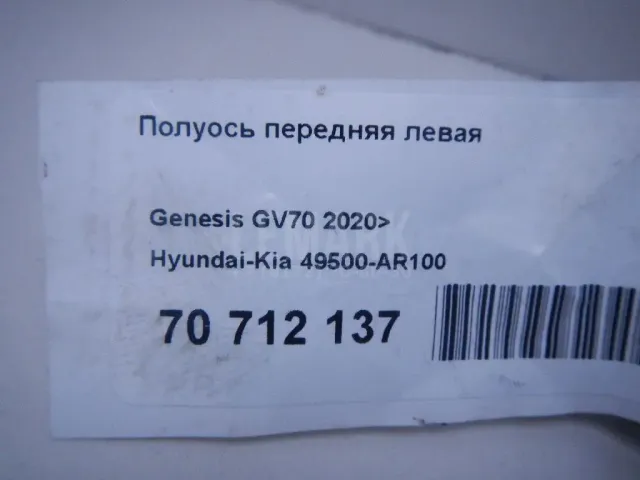 Полуось передняя левая
Genesis GV70 2020>
Hyundai-Kia 49500-AR100
70 712 137